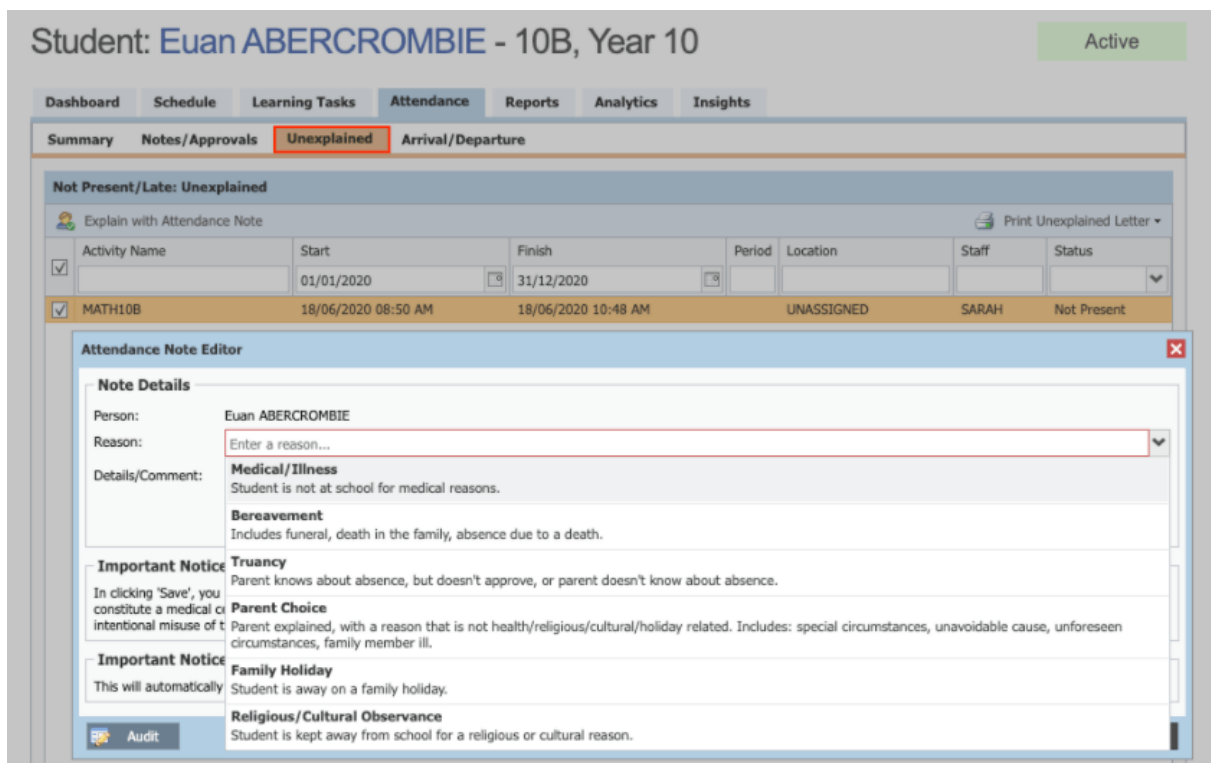 Student: Euan ABERCROMBIE - 10B, Year 10
Active
Dashboard Schedule Learning Tasks Attendance Reports Analytics Insights
Summary Notes/Approvals Unexplained Arrival/Departure
Not Present/Late: Unexplained
Explain with Attendance Note Print Unexplained Letter
Activity Name Start Finish Period Location Staff Status
01/01/2020 31/12/2020
MATH10B 18/06/2020 08:50 AM 18/06/2020 10:48 AM UNASSIGNED SARAH Not Present
Attendance Note Editor
Note Details
Person: Euan ABERCROMBIE
Reason: Enter a reason...
Details/Comment:
Medical/Illness
Student is not at school for medical reasons.
Bereavement
Includes funeral, death in the family, absence due to a death.
Truancy
Parent knows about absence, but doesn't approve, or parent doesn't know about absence.
Parent Choice
Parent explained, with a reason that is not health/religious/cultural/holiday related. Includes: special circumstances, unavoidable cause, unforeseen
circumstances, family member ill.
Family Holiday
Student is away on a family holiday.
Religious/Cultural Observance
Student is kept away from school for a religious or cultural reason.
Important Notice
In clicking 'Save', you
constitute a medical
intentional misuse of
Important Notice
This will automatically
Audit